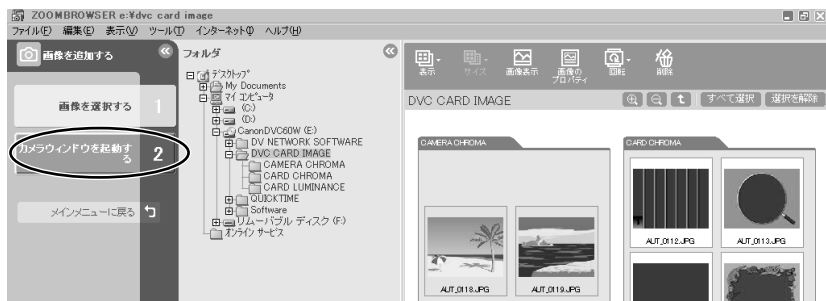 ZOOMBROWSER e:¥dvc card image
ファイル(F) 編集(E) 表示(V) ツール(T) インターネット(I) ヘルプ(H)
画像を追加する
画像を選択する 1
カメラウィンドウを起動す
る 2
メインメニューに戻る
フォルダ
デスクトップ
My Documents
マイ コンピュータ
(C:)
(D:)
CanonDVC60W (E:)
DV NETWORK SOFTWARE
DVC CARD IMAGE
CAMERA CHROMA
CARD CHROMA
CARD LUMINANCE
QUICKTIME
Software
リムーバブル ディスク (F:)
オンライン サービス
表示 サイズ 画像表示 画像の
プロパティ 回転 削除
DVC CARD IMAGE すべて選択 選択を解除
CAMERA CHROMA
AUT_0118.JPG AUT_0119.JPG
CARD CHROMA
AUT_0112.JPG AUT_0113.JPG